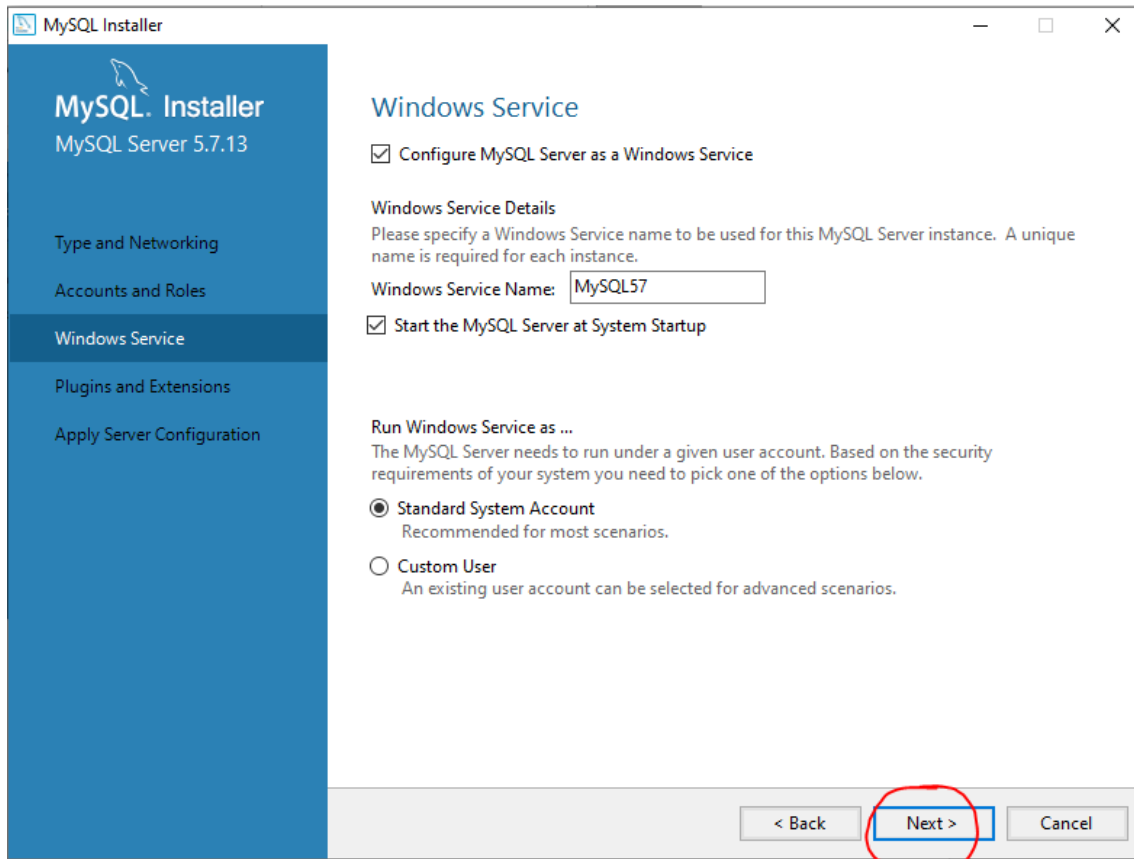 MySQL Installer
MySQL. Installer
MySQL Server 5.7.13
Type and Networking
Accounts and Roles
Windows Service
Plugins and Extensions
Apply Server Configuration
Windows Service
Configure MySQL Server as a Windows Service
Windows Service Details
Please specify a Windows Service name to be used for this MySQL Server instance. A unique
name is required for each instance.
Windows Service Name: MySQL57
Start the MySQL Server at System Startup
Run Windows Service as ...
The MySQL Server needs to run under a given user account. Based on the security
requirements of your system you need to pick one of the options below.
Standard System Account
Recommended for most scenarios.
Custom User
An existing user account can be selected for advanced scenarios.
< Back Next > Cancel